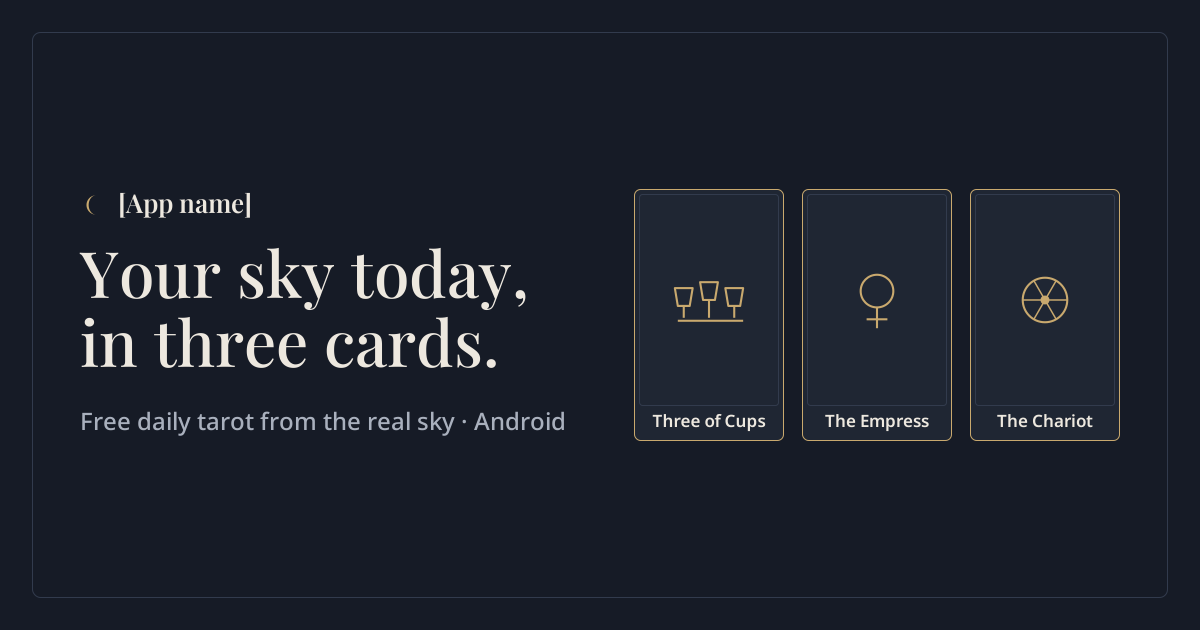 [App name]
Your sky today,
in three cards.
Free daily tarot from the real sky · Android
Three of Cups
The Empress
The Chariot